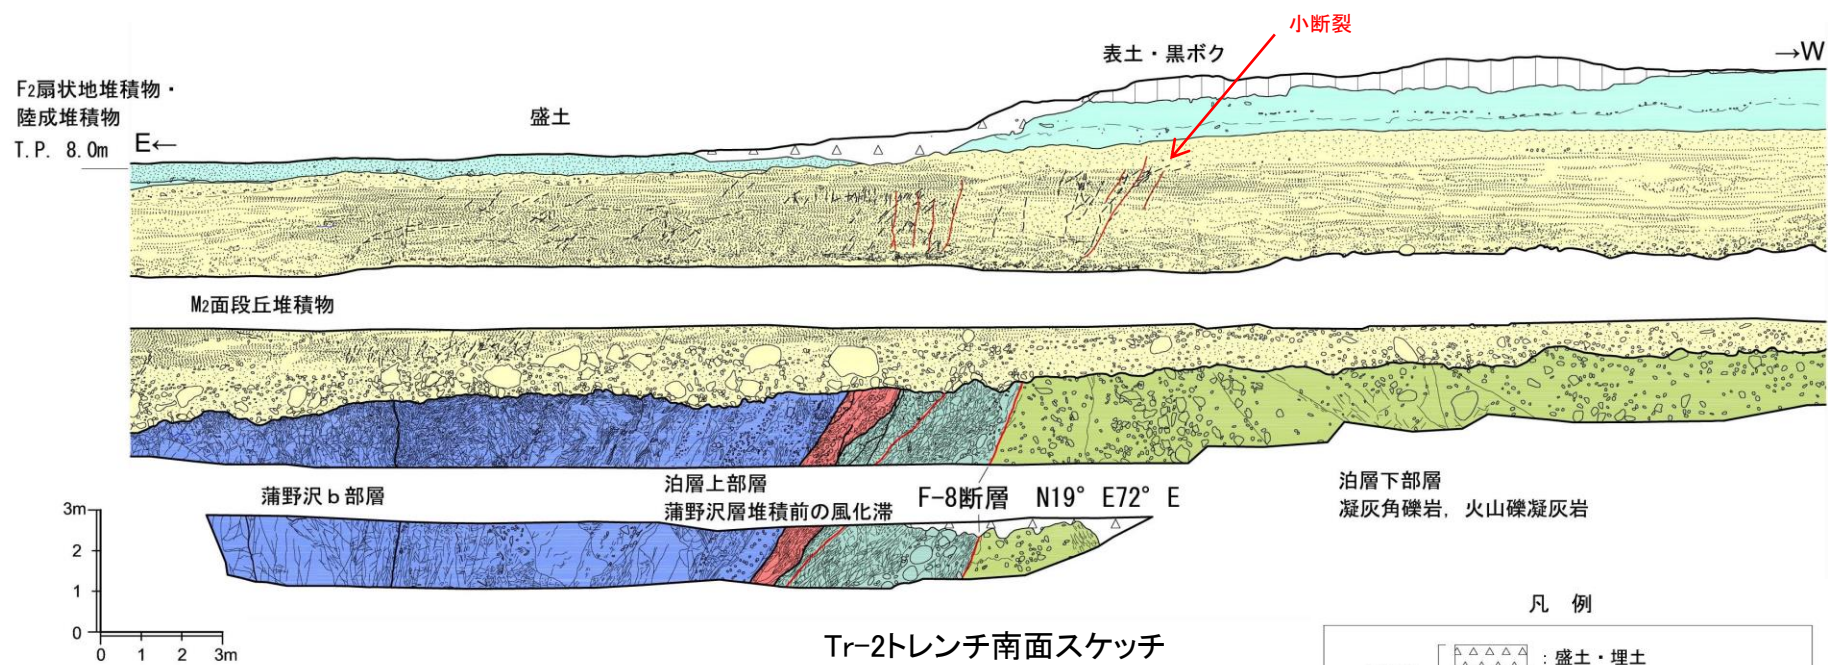 小断裂
表土・黒ボク
→W
F2扇状地堆積物・
陸成堆積物
T.P. 8.0m
E←
盛土
M2面段丘堆積物
蒲野沢b部層
泊層上部層
蒲野沢層堆積前の風化滞
F-8断層 N19° E72° E
泊層下部層
凝灰角礫岩, 火山礫凝灰岩
3m
2
1
0
0 1 2 3m
Tr-2トレンチ南面スケッチ
凡 例
：盛土・埋土